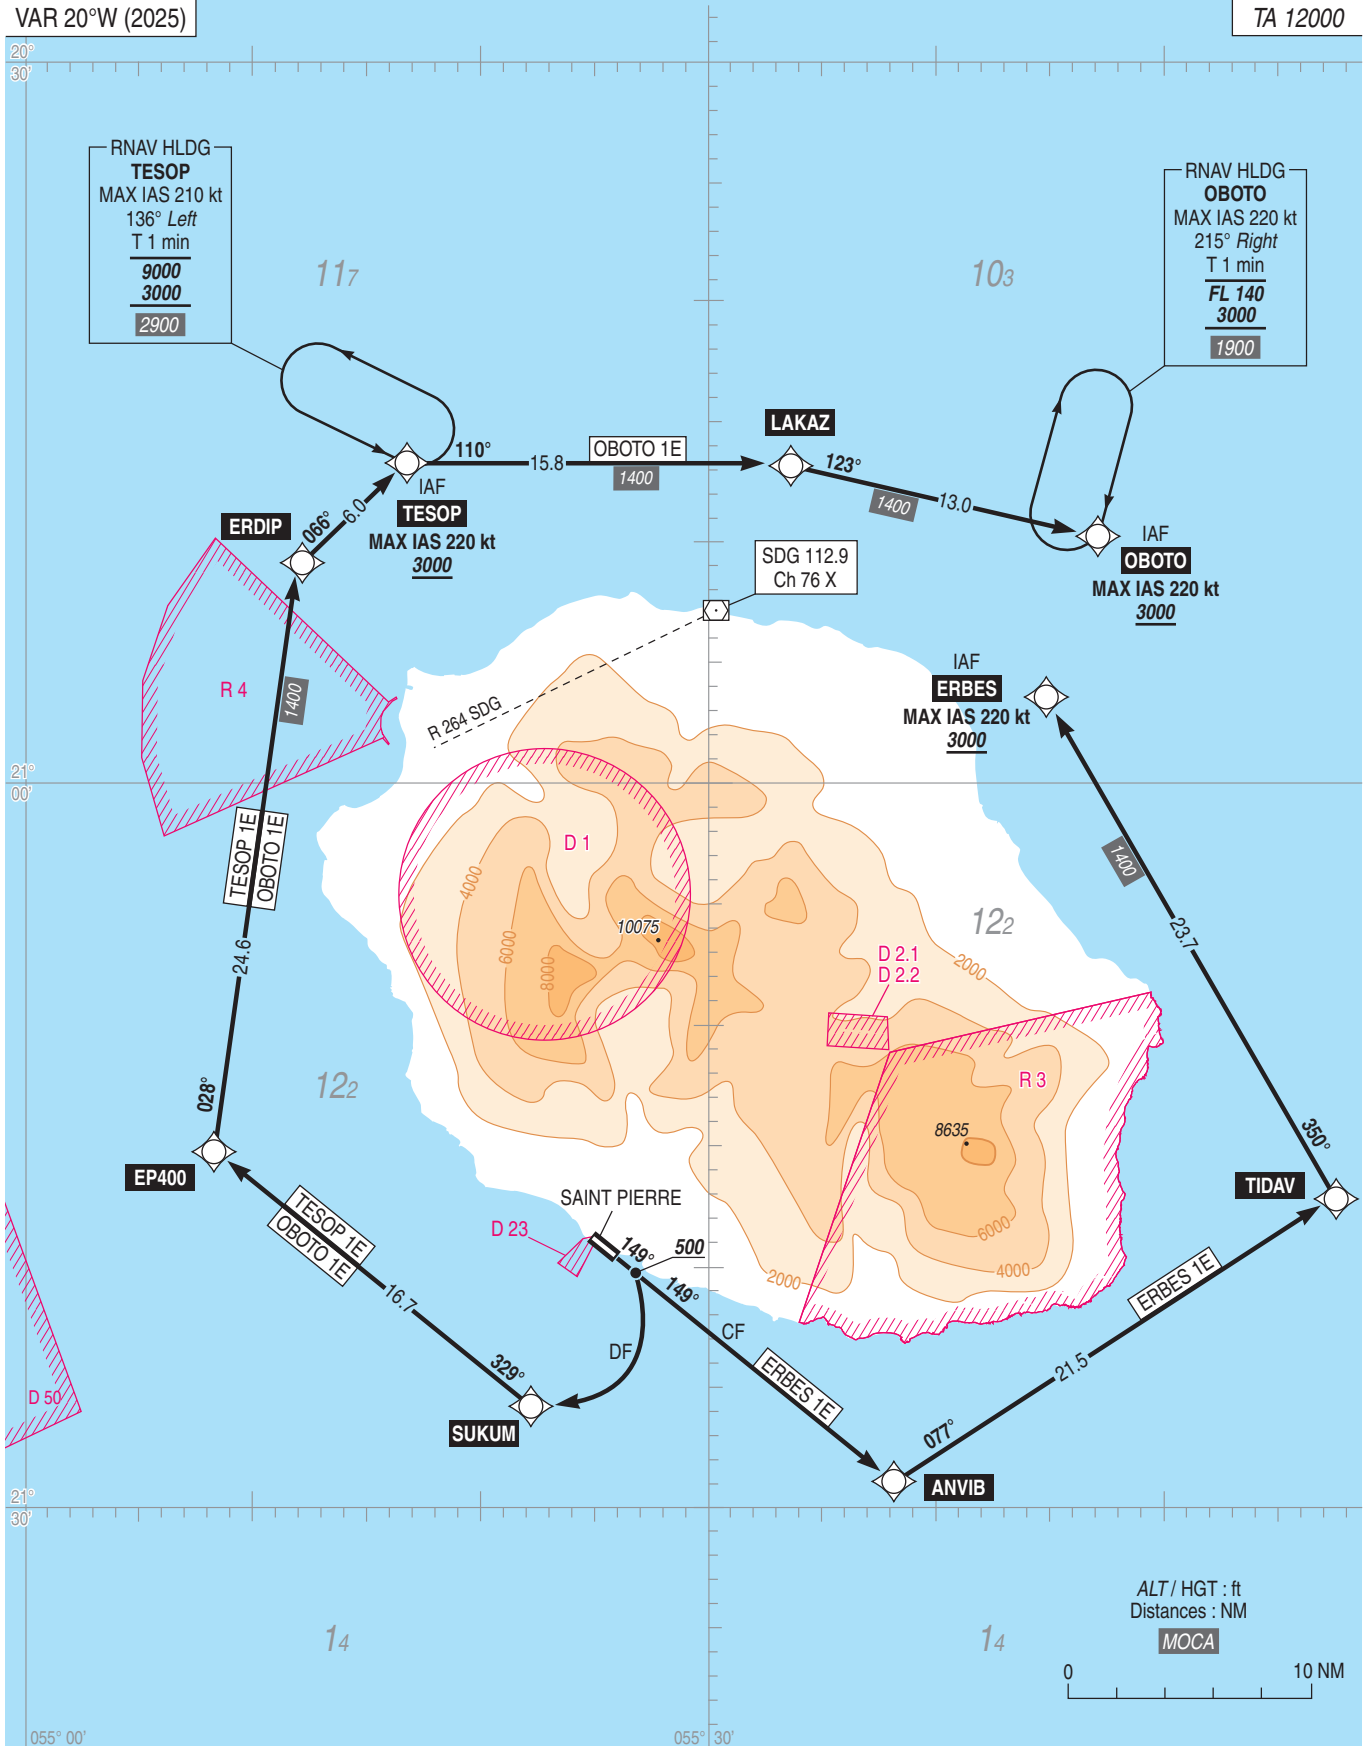 VAR 20°W (2025)
TA 12000
20°
30'
RNAV HLDG
TESOP
MAX IAS 210 kt
136° Left
T 1 min
9000
3000
2900
RNAV HLDG
OBOTO
MAX IAS 220 kt
215° Right
T 1 min
FL 140
3000
1900
117
103
LAKAZ
110°
15.8
OBOTO 1E
1400
123°
1400
13.0
IAF
TESOP
MAX IAS 220 kt
3000
ERDIP
066°
6.0
IAF
OBOTO
MAX IAS 220 kt
3000
SDG 112.9
Ch 76 X
R 264 SDG
IAF
ERBES
MAX IAS 220 kt
3000
R 4
1400
21°
00'
TESOP 1E
OBOTO 1E
D 1
4000
6000
8000
10075
24.6
1400
23.7
122
D 2.1
D 2.2
2000
R 3
8635
122
028°
EP400
350°
TIDAV
TESOP 1E
OBOTO 1E
16.7
329°
SUKUM
SAINT PIERRE
D 23
149°
500
149°
DF
CF
ERBES 1E
2000
4000
6000
ERBES 1E
21.5
077°
ANVIB
D 50
21°
30'
14
14
ALT / HGT : ft
Distances : NM
MOCA
0
10 NM
055° 00'
055° 30'